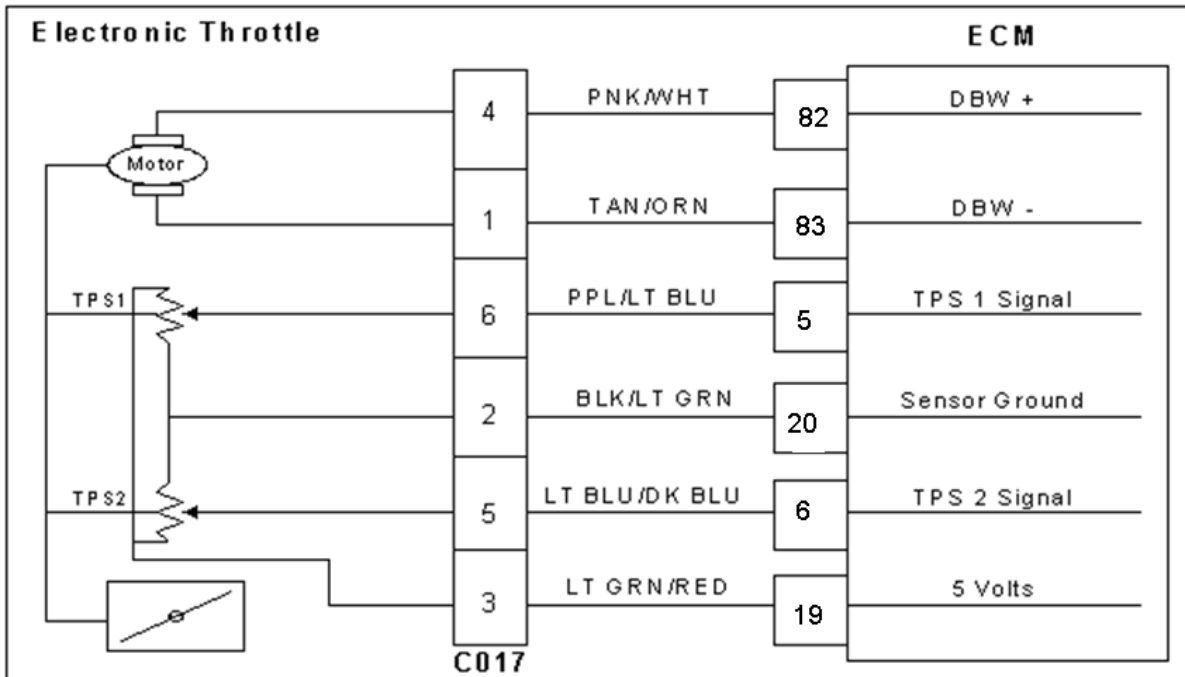 Electronic Throttle
ECM
4
PNK/WHT
82
DBW +
Motor
1
TAN/ORN
83
DBW -
TPS1
6
PPL/LT BLU
5
TPS 1 Signal
2
BLK/LT GRN
20
Sensor Ground
TPS2
5
LT BLU/DK BLU
6
TPS 2 Signal
3
LT GRN/RED
19
5 Volts
C017